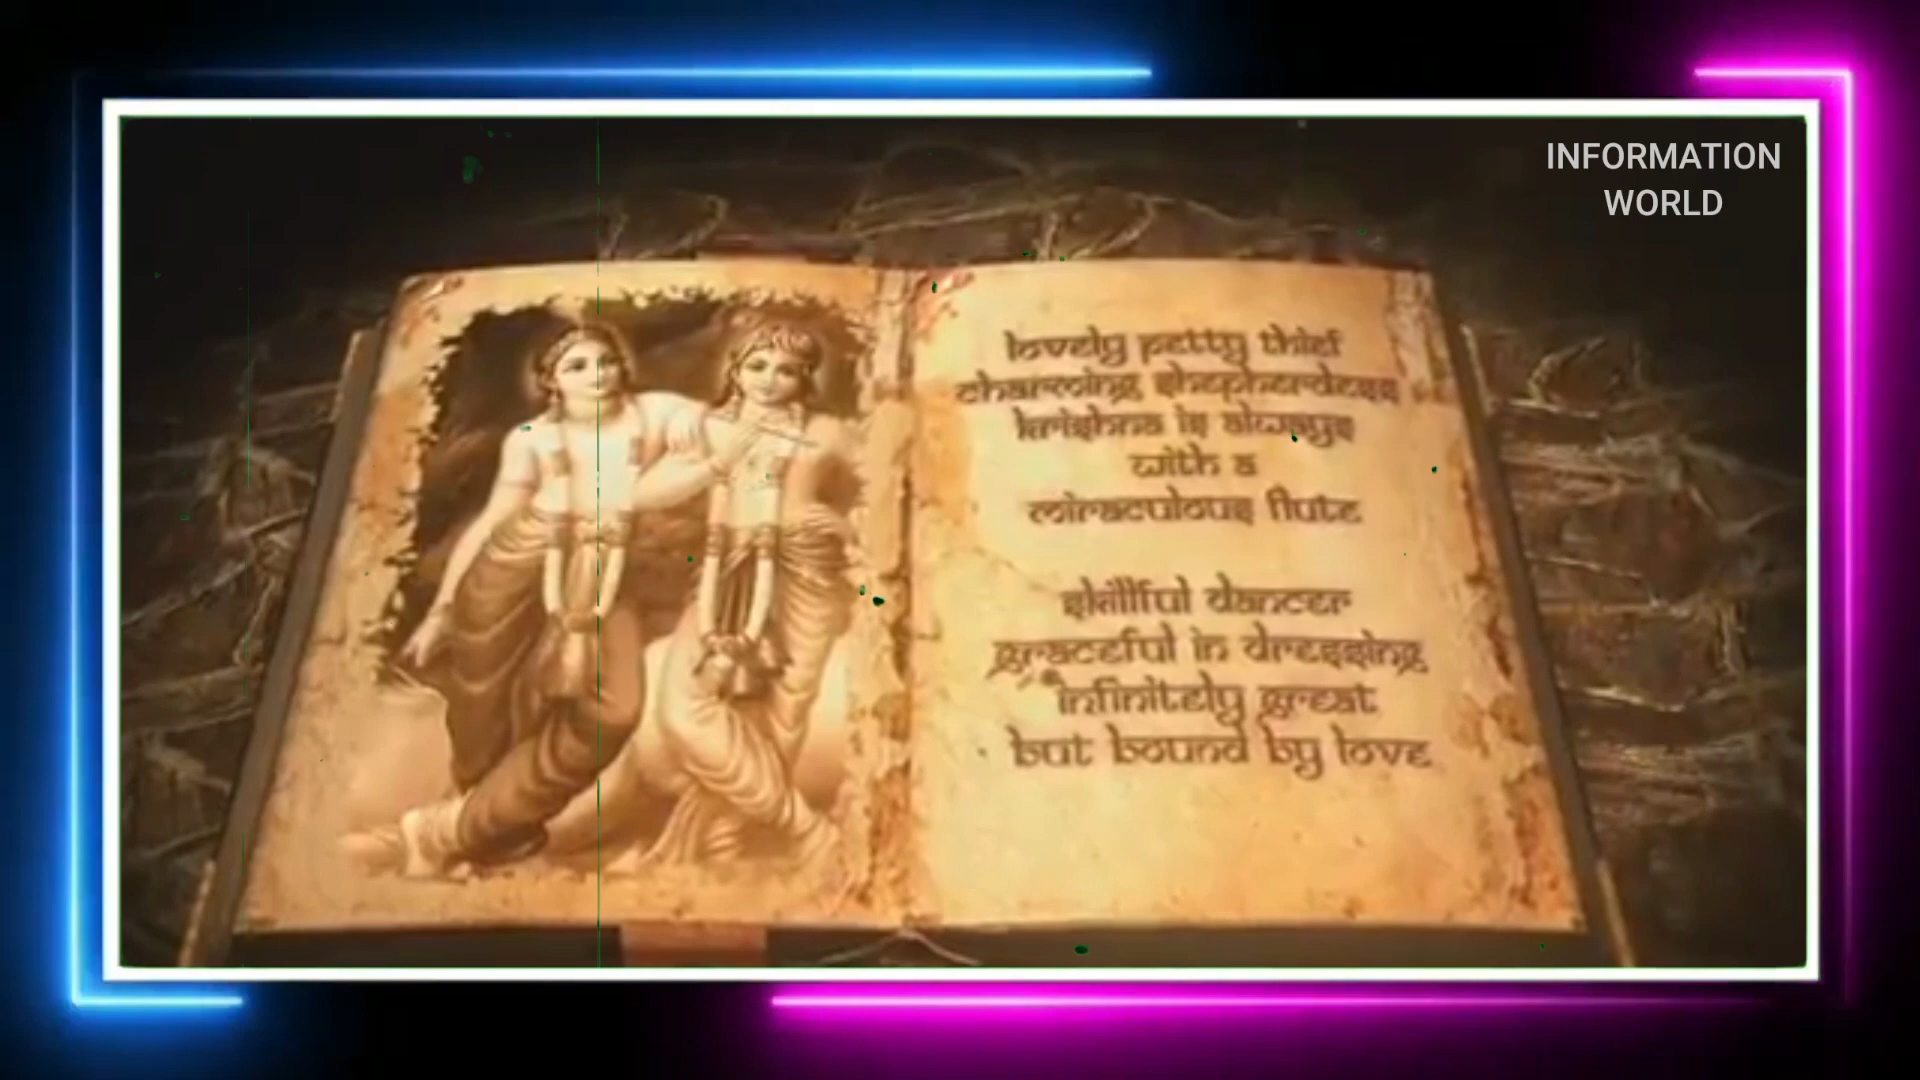 INFORMATION
WORLD
lovely petty thief
charming shepherdess
krishna is always
with a
miraculous flute
skillful dancer
graceful in dressing
infinitely great
but bound by love